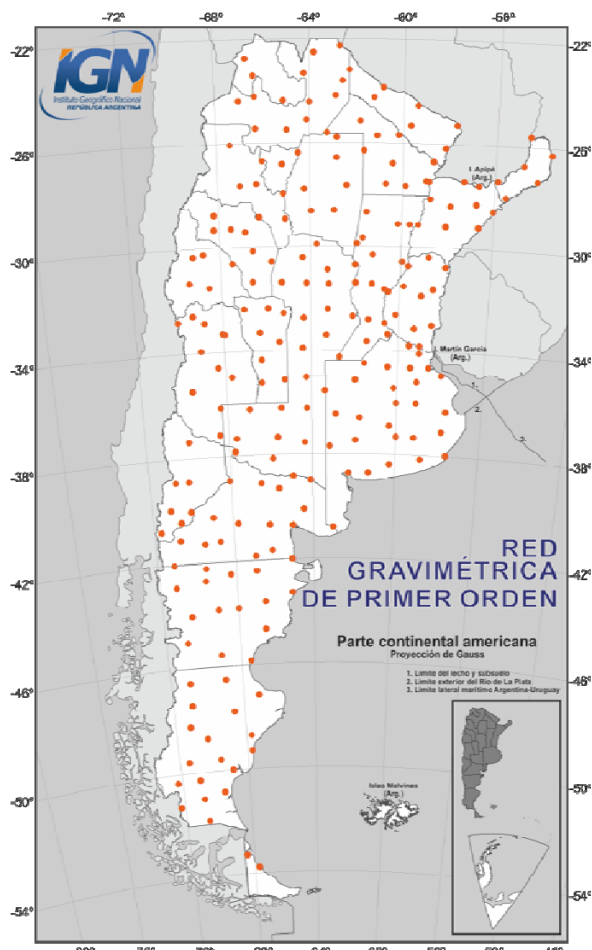 -72°
-68°
-64°
-60°
-56°
-22°
-22°
IGN
Instituto Geográfico Nacional
REPÚBLICA ARGENTINA
-26°
-26°
I. Apipé
(Arg.)
-30°
-30°
I. Martín García
(Arg.)
-34°
-34°
1.
2.
3.
-38°
-38°
RED
GRAVIMÉTRICA
DE PRIMER ORDEN
-42°
-42°
Parte continental americana
Proyección de Gauss
1. Límite del lecho y subsuelo
2. Límite exterior del Río de La Plata
3. Límite lateral marítimo Argentina-Uruguay
-46°
-46°
Islas Malvinas
(Arg.)
-50°
-50°
-54°
-54°